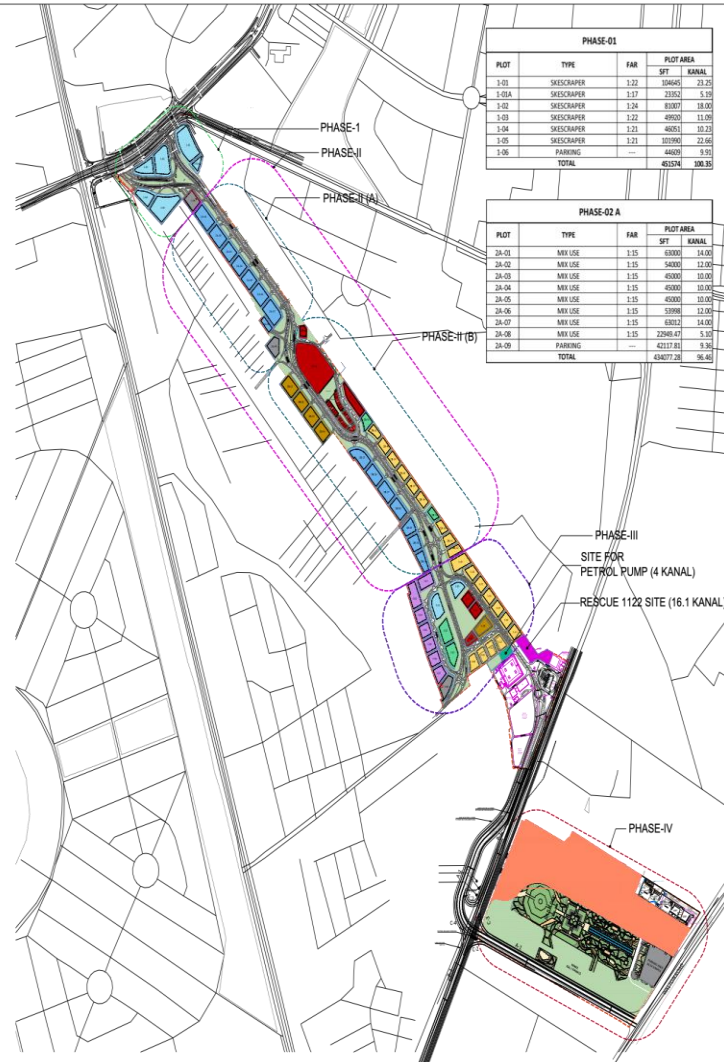 PHASE-01
PLOT TYPE FAR PLOT AREA
SFT KANAL
1-01 SKESCRAPER 1:22 104645 23.25
1-01A SKESCRAPER 1:17 23352 5.19
1-02 SKESCRAPER 1:24 81007 18.00
1-03 SKESCRAPER 1:22 49920 11.09
1-04 SKESCRAPER 1:21 46051 10.23
1-05 SKESCRAPER 1:21 101990 22.66
1-06 PARKING --- 44609 9.91
TOTAL 451574 100.35
PHASE-02 A
PLOT TYPE FAR PLOT AREA
SFT KANAL
2A-01 MIX USE 1:15 63000 14.00
2A-02 MIX USE 1:15 54000 12.00
2A-03 MIX USE 1:15 45000 10.00
2A-04 MIX USE 1:15 45000 10.00
2A-05 MIX USE 1:15 45000 10.00
2A-06 MIX USE 1:15 53998 12.00
2A-07 MIX USE 1:15 63012 14.00
2A-08 MIX USE 1:15 22949.47 5.10
2A-09 PARKING --- 42117.81 9.36
TOTAL 434077.28 96.46
PHASE-1
PHASE-II
PHASE-II (A)
PHASE-II (B)
PHASE-III
SITE FOR
PETROL PUMP (4 KANAL)
RESCUE 1122 SITE (16.1 KANAL)
PHASE-IV